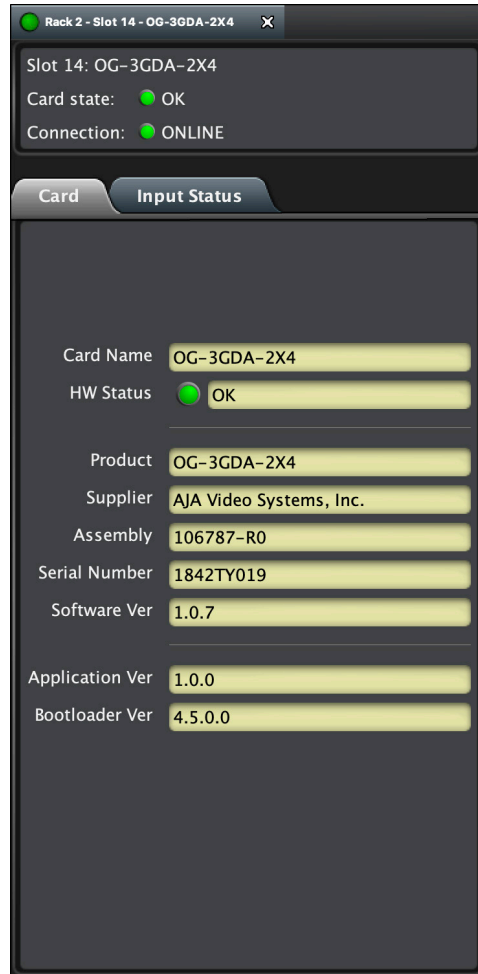 Rack 2 - Slot 14 - OG-3GDA-2X4 X
Slot 14: OG-3GDA-2X4
Card state: OK
Connection: ONLINE
Card Input Status
Card Name OG-3GDA-2X4
HW Status OK
Product OG-3GDA-2X4
Supplier AJA Video Systems, Inc.
Assembly 106787-R0
Serial Number 1842TY019
Software Ver 1.0.7
Application Ver 1.0.0
Bootloader Ver 4.5.0.0